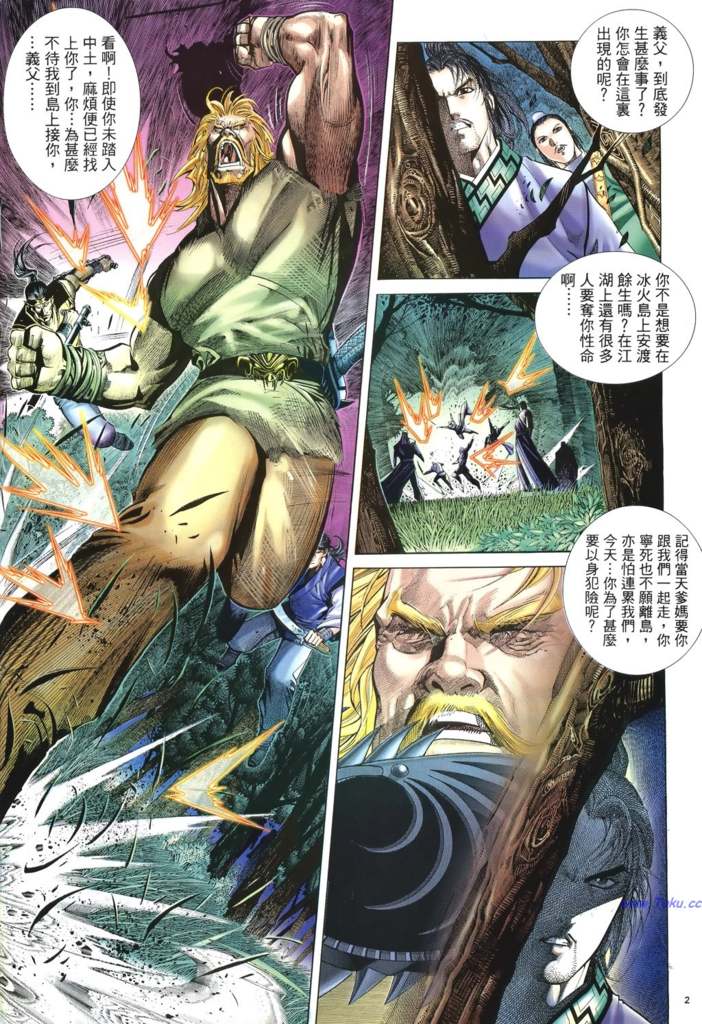 義父，到底發
生甚麼事了？
你怎會在這裏
出現的呢？
你不是想要在
冰火島上安渡
餘生嗎？在江
湖上還有很多
人要奪你性命
啊……
記得當天爹媽要你
跟我們一起走，你
寧死也不願離島，
亦是怕連累我們，
今天…你為了甚麼
要以身犯險呢？
看啊！即使你未踏入
中土，麻煩便已經找
上你了，你…為甚麼
不待我到島上接你，
…義父……
www.Tuku.cc
2